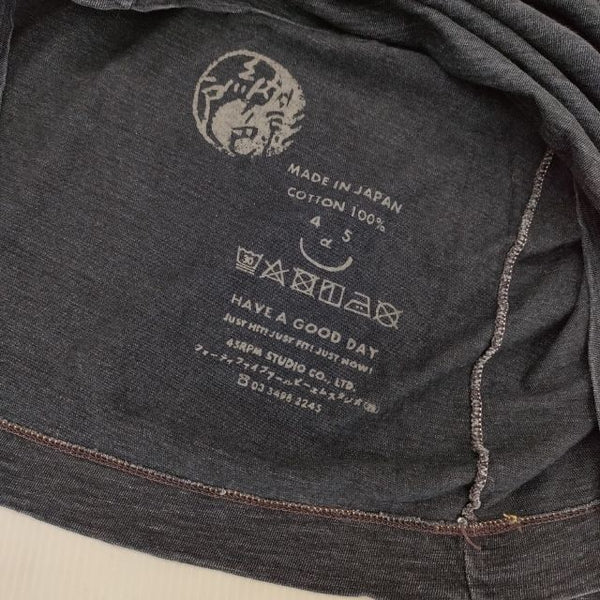 MADE IN JAPAN
COTTON 100%
4 5
30
HAVE A GOOD DAY
JUST HIT! JUST FIT! JUST NOW!
45RPM STUDIO CO., LTD.
フォーティファイブアールピーエムスタジオ㈱
☎03 3498 2245